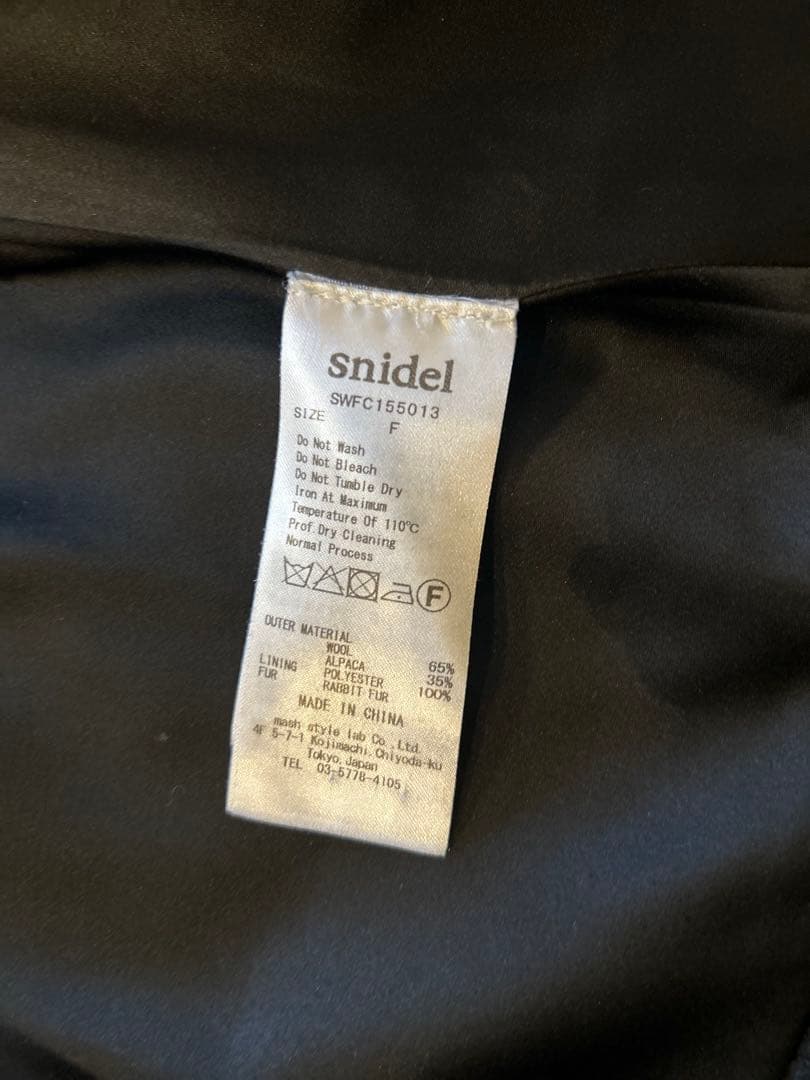 snidel
SWFC155013
SIZE F
Do Not Wash
Do Not Bleach
Do Not Tumble Dry
Iron At Maximum
Temperature Of 110℃
Prof.Dry Cleaning
Normal Process
F
OUTER MATERIAL
WOOL 65%
ALPACA 35%
LINING POLYESTER 100%
FUR RABBIT FUR
MADE IN CHINA
mash style lab Co.,Ltd.
4F 5-7-1 Kojimachi,Chiyoda-ku
Tokyo,Japan
TEL 03-5778-4105